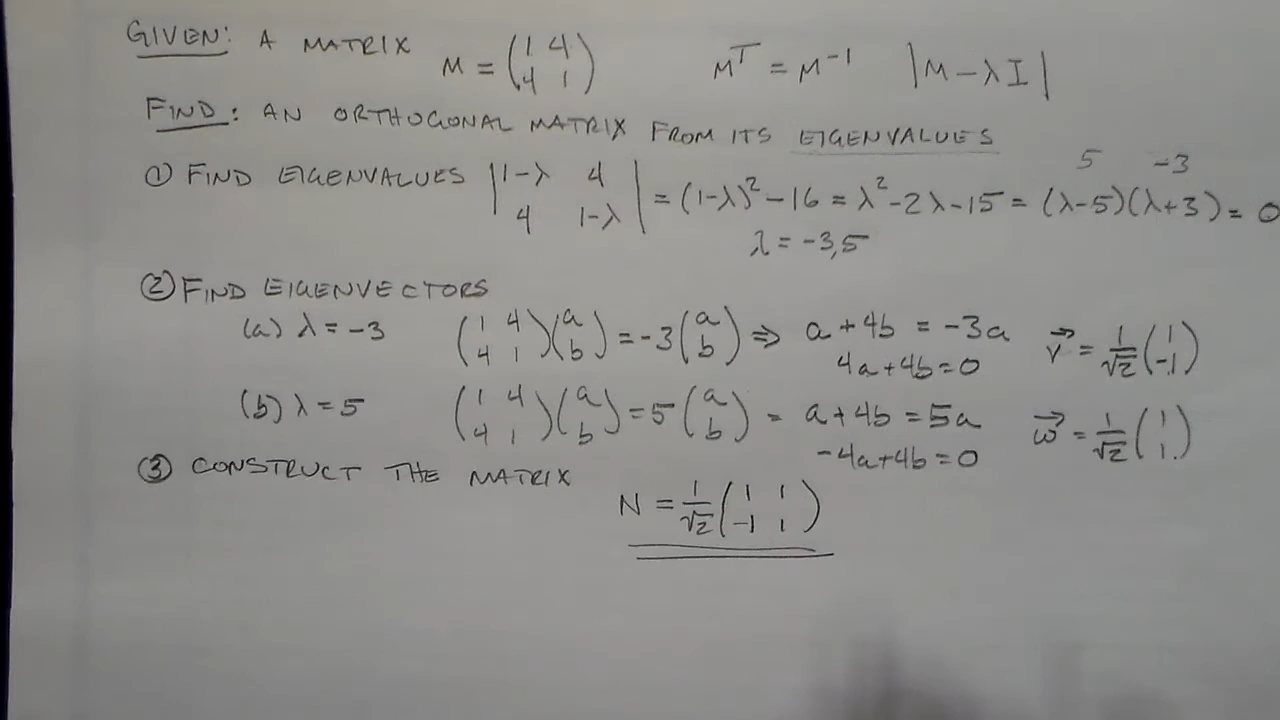 GIVEN: A MATRIX M = (1 4 / 4 1) M^T = M^-1 |M - λI|
FIND: AN ORTHOGONAL MATRIX FROM ITS EIGENVALUES
5 -3
① FIND EIGENVALUES |1-λ 4 / 4 1-λ| = (1-λ)^2 - 16 = λ^2 - 2λ - 15 = (λ-5)(λ+3) = 0
λ = -3,5
② FIND EIGENVECTORS
(a) λ = -3 (1 4 / 4 1)(a / b) = -3(a / b) ⇒ a + 4b = -3a v⃗ = 1/√2 (1 / -1)
4a+4b=0
(b) λ = 5 (1 4 / 4 1)(a / b) = 5(a / b) = a + 4b = 5a w⃗ = 1/√2 (1 / 1)
-4a+4b=0
③ CONSTRUCT THE MATRIX
N = 1/√2 (1 1 / -1 1)